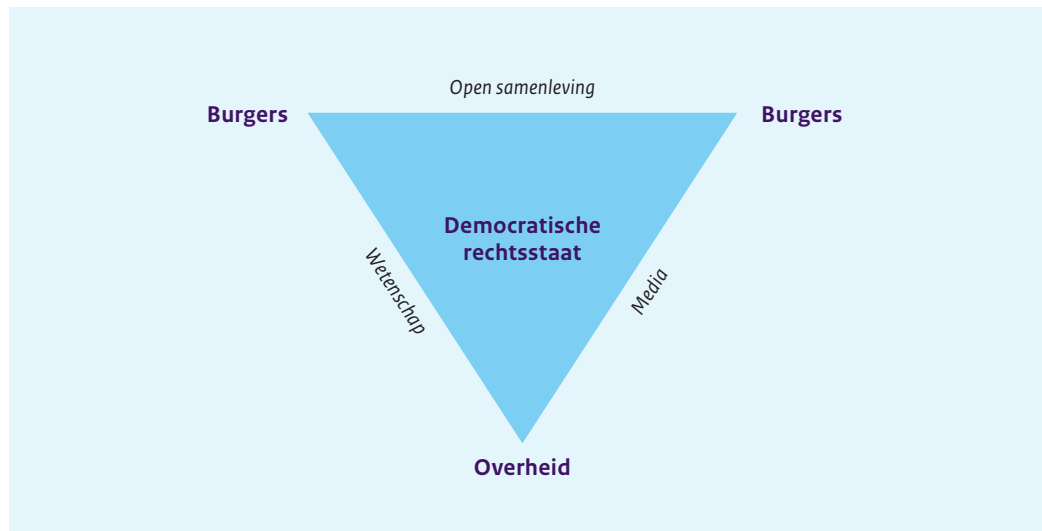 Open samenleving
Burgers
Burgers
Democratische
rechtsstaat
Wetenschap
Media
Overheid